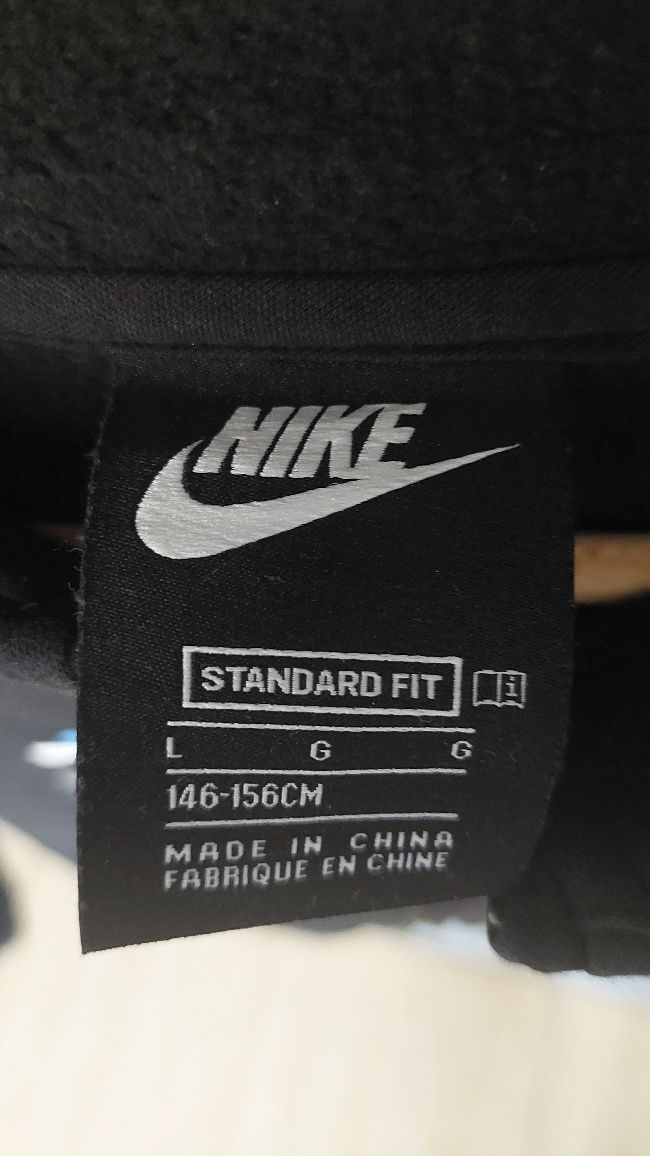 NIKE
STANDARD FIT i
L G G
146-156CM
MADE IN CHINA
FABRIQUE EN CHINE